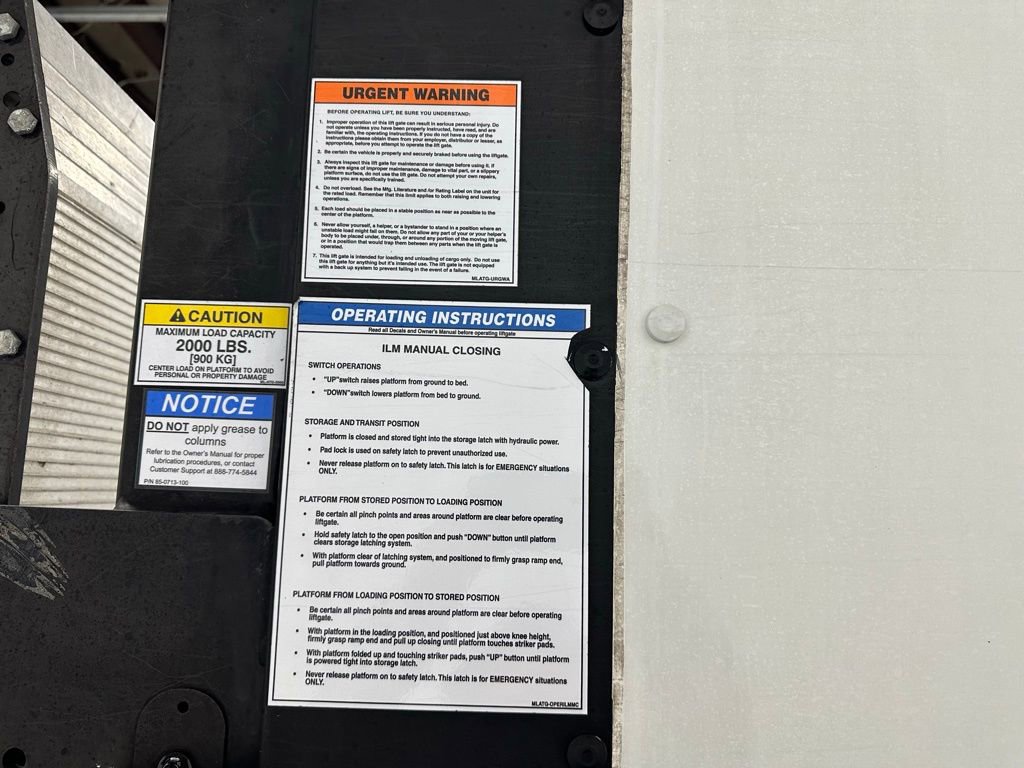 URGENT WARNING
BEFORE OPERATING LIFT, BE SURE YOU UNDERSTAND:
1. Improper operation of this lift gate can result in serious personal injury. Do
not operate unless you have been properly instructed, have read, and are
familiar with, the operating instructions. If you do not have a copy of the
instructions please obtain them from your employer, distributor or lesser, as
appropriate, before you attempt to operate the lift gate.
2. Be certain the vehicle is properly and securely braked before using the liftgate.
3. Always inspect this lift gate for maintenance or damage before using it. If
there are signs of improper maintenance, damage to vital part, or a slippery
platform surface, do not use the lift gate. Do not attempt your own repairs,
unless you are specifically trained.
4. Do not overload. See the Mfg. Literature and /or Rating Label on the unit for
the rated load. Remember that this limit applies to both raising and lowering
operations.
5. Each load should be placed in a stable position as near as possible to the
center of the platform.
6. Never allow yourself, a helper, or a bystander to stand in a position where an
unstable load might fall on them. Do not allow any part of your or your helper's
body to be placed under, through, or around any portion of the moving lift gate,
or in a position that would trap them between any parts when the lift gate is
operated.
7. This lift gate is intended for loading and unloading of cargo only. Do not use
this lift gate for anything but it's intended use. The lift gate is not equipped
with a back up system to prevent falling in the event of a failure.
MLATG-URGWA
CAUTION
MAXIMUM LOAD CAPACITY
2000 LBS.
[900 KG]
CENTER LOAD ON PLATFORM TO AVOID
PERSONAL OR PROPERTY DAMAGE
NOTICE
DO NOT apply grease to
columns
Refer to the Owner's Manual for proper
lubrication procedures, or contact
Customer Support at 888-774-5844
P/N 85-0713-100
OPERATING INSTRUCTIONS
Read all Decals and Owner's Manual before operating liftgate
ILM MANUAL CLOSING
SWITCH OPERATIONS
• "UP"switch raises platform from ground to bed.
• "DOWN"switch lowers platform from bed to ground.
STORAGE AND TRANSIT POSITION
• Platform is closed and stored tight into the storage latch with hydraulic power.
• Pad lock is used on safety latch to prevent unauthorized use.
• Never release platform on to safety latch. This latch is for EMERGENCY situations
ONLY.
PLATFORM FROM STORED POSITION TO LOADING POSITION
• Be certain all pinch points and areas around platform are clear before operating
liftgate.
• Hold safety latch to the open position and push "DOWN" button until platform
clears storage latching system.
• With platform clear of latching system, and positioned to firmly grasp ramp end,
pull platform towards ground.
PLATFORM FROM LOADING POSITION TO STORED POSITION
• Be certain all pinch points and areas around platform are clear before operating
liftgate.
• With platform in the loading position, and positioned just above knee height,
firmly grasp ramp end and pull up closing until platform touches striker pads.
• With platform folded up and touching striker pads, push "UP" button until platform
is powered tight into storage latch.
• Never release platform on to safety latch. This latch is for EMERGENCY situations
ONLY.
MLATG-OPERILMMC